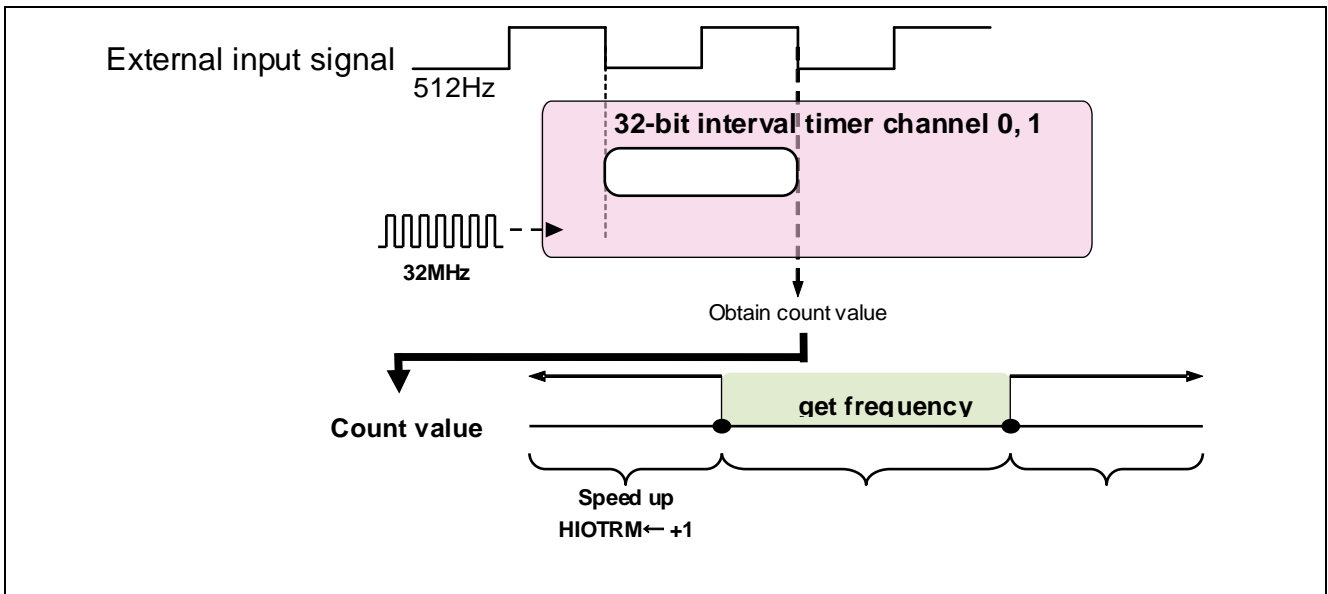 External input signal
512Hz
32-bit interval timer channel 0, 1
32MHz
Obtain count value
get frequency
Count value
Speed up
HIOTRM← +1